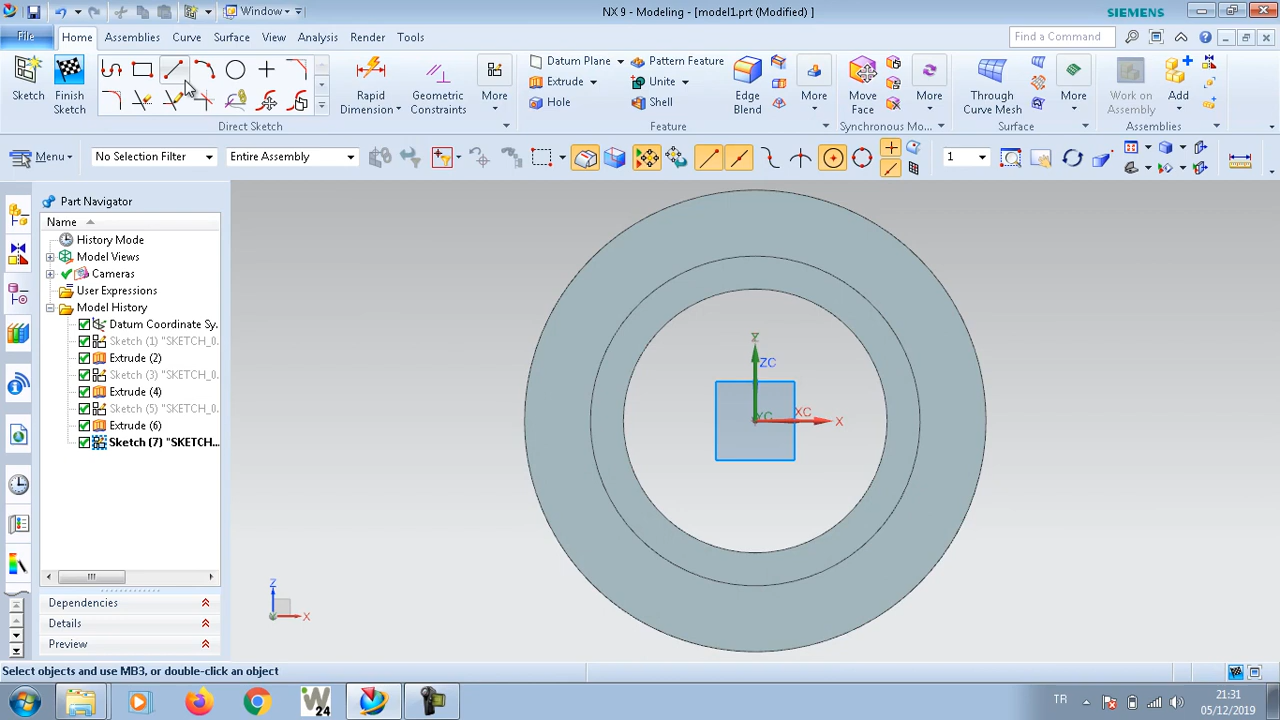 Window
NX 9 - Modeling - [model1.prt (Modified) ]
SIEMENS
File
Home
Assemblies
Curve
Surface
View
Analysis
Render
Tools
Find a Command
Sketch
Finish Sketch
Rapid Dimension
Geometric Constraints
More
Datum Plane
Extrude
Hole
Pattern Feature
Unite
Shell
Edge Blend
More
Move Face
More
Through Curve Mesh
More
Work on Assembly
Add
Direct Sketch
Feature
Synchronous Mo...
Surface
Assemblies
Menu
No Selection Filter
Entire Assembly
1
Part Navigator
Name
History Mode
Model Views
Cameras
User Expressions
Model History
Datum Coordinate Sy.
Sketch (1) "SKETCH_0.
Extrude (2)
Sketch (3) "SKETCH_0.
Extrude (4)
Sketch (5) "SKETCH_0.
Extrude (6)
Sketch (7) "SKETCH...
Dependencies
Details
Preview
Z
ZC
YC
XC
X
Z
X
Select objects and use MB3, or double-click an object
W
24
TR
21:31
05/12/2019